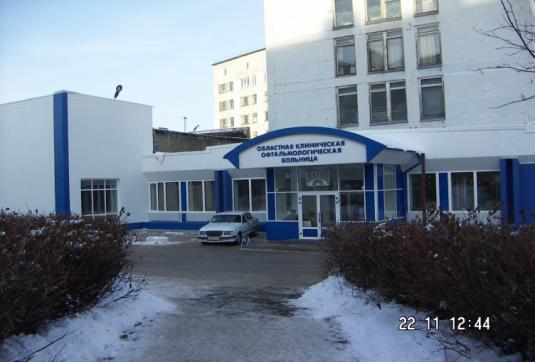 ОБЛАСТНАЯ КЛИНИЧЕСКАЯ
ОФТАЛЬМОЛОГИЧЕСКАЯ
БОЛЬНИЦА
22.11 12:44